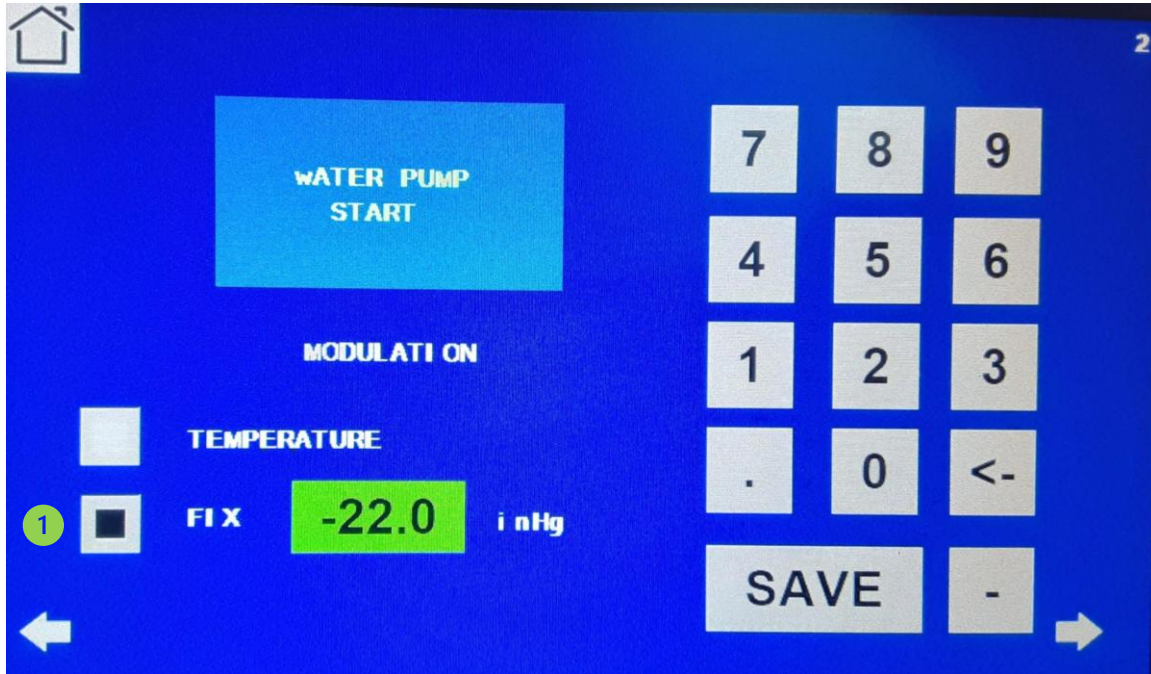 2
wATER PUMP
START
MODULATI ON
TEMPERATURE
1 FI X -22.0 i nHg
7 8 9
4 5 6
1 2 3
. 0 <-
SAVE -